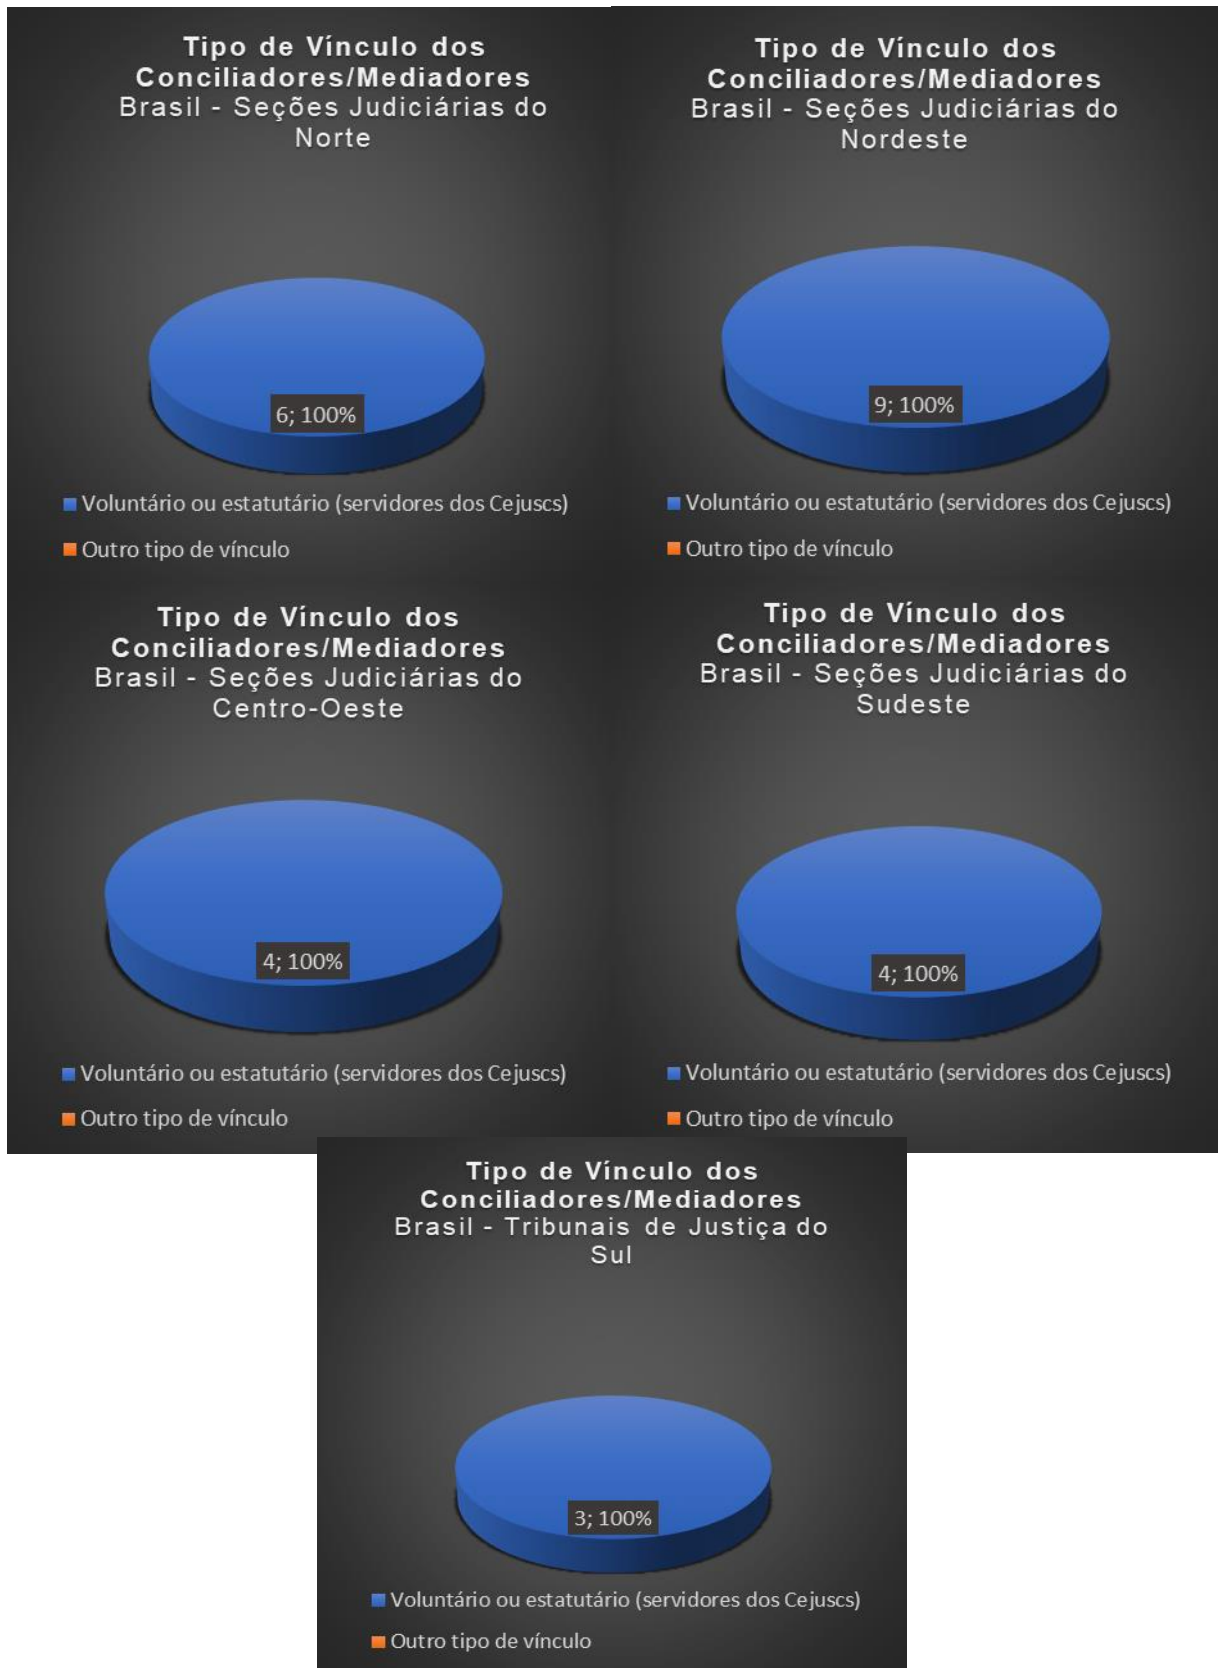 Tipo de Vínculo dos
Conciliadores/Mediadores
Brasil - Seções Judiciárias do
Norte
6; 100%
Voluntário ou estatutário (servidores dos Cejuscs)
Outro tipo de vínculo
Tipo de Vínculo dos
Conciliadores/Mediadores
Brasil - Seções Judiciárias do
Nordeste
9; 100%
Voluntário ou estatutário (servidores dos Cejuscs)
Outro tipo de vínculo
Tipo de Vínculo dos
Conciliadores/Mediadores
Brasil - Seções Judiciárias do
Centro-Oeste
4; 100%
Voluntário ou estatutário (servidores dos Cejuscs)
Outro tipo de vínculo
Tipo de Vínculo dos
Conciliadores/Mediadores
Brasil - Seções Judiciárias do
Sudeste
4; 100%
Voluntário ou estatutário (servidores dos Cejuscs)
Outro tipo de vínculo
Tipo de Vínculo dos
Conciliadores/Mediadores
Brasil - Tribunais de Justiça do
Sul
3; 100%
Voluntário ou estatutário (servidores dos Cejuscs)
Outro tipo de vínculo